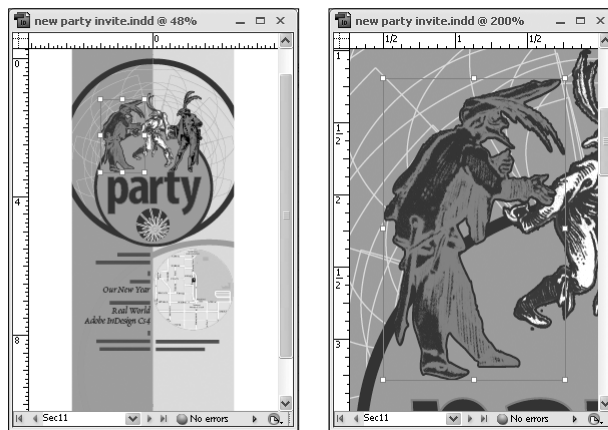 new party invite.indd @ 48%
0
0
4
8
party
Our New Year
Real World
Adobe InDesign Cs4
Sec11
No errors
new party invite.indd @ 200%
1/2
1
1/2
1
1/2
2
1/2
3
Sec11
No errors